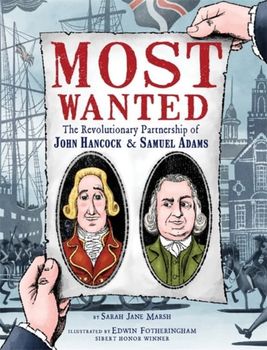 MOST
WANTED
The Revolutionary Partnership of
JOHN HANCOCK & SAMUEL ADAMS
BY SARAH JANE MARSH
ILLUSTRATED BY EDWIN FOTHERINGHAM
SIBERT HONOR WINNER